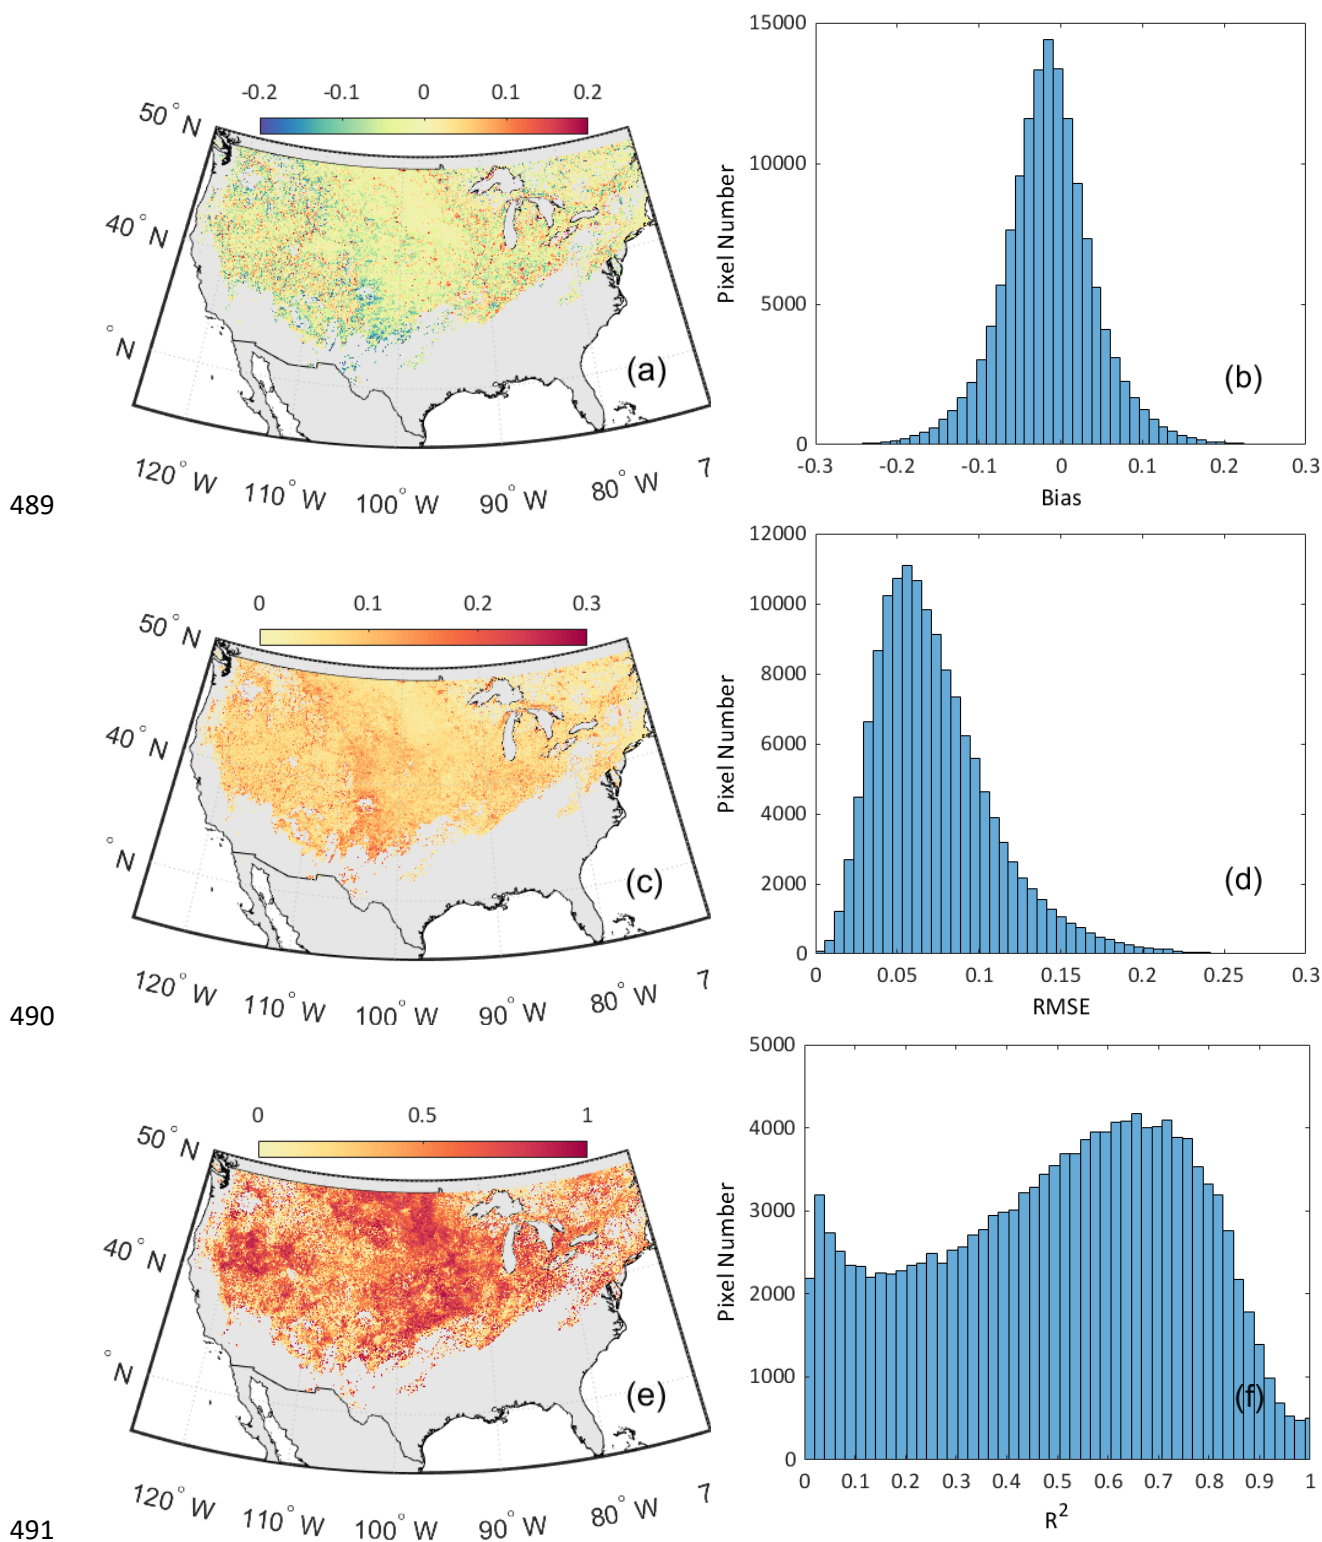 -0.2 -0.1 0 0.1 0.2
50° N
40° N
° N
120° W 110° W 100° W 90° W 80° W 7
(a)
489
15000
10000
5000
0
Pixel Number
(b)
-0.3 -0.2 -0.1 0 0.1 0.2 0.3
Bias
0 0.1 0.2 0.3
50° N
40° N
° N
120° W 110° W 100° W 90° W 80° W 7
(c)
490
12000
10000
8000
6000
4000
2000
0
Pixel Number
(d)
0 0.05 0.1 0.15 0.2 0.25 0.3
RMSE
0 0.5 1
50° N
40° N
° N
120° W 110° W 100° W 90° W 80° W 7
(e)
491
5000
4000
3000
2000
1000
0
Pixel Number
(f)
0 0.1 0.2 0.3 0.4 0.5 0.6 0.7 0.8 0.9 1
R²